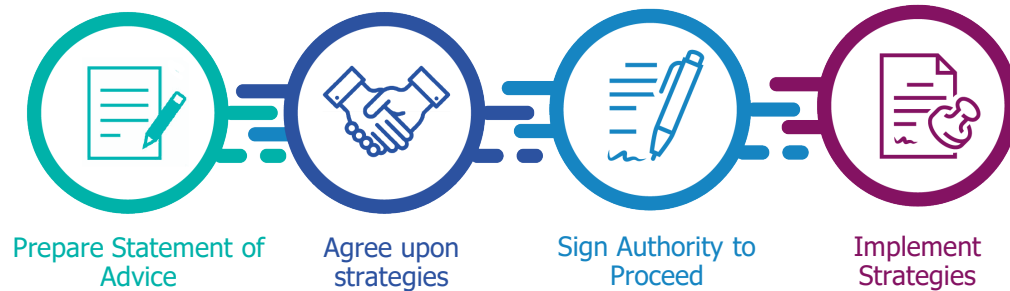 Prepare Statement of
Advice
Agree upon
strategies
Sign Authority to
Proceed
Implement
Strategies